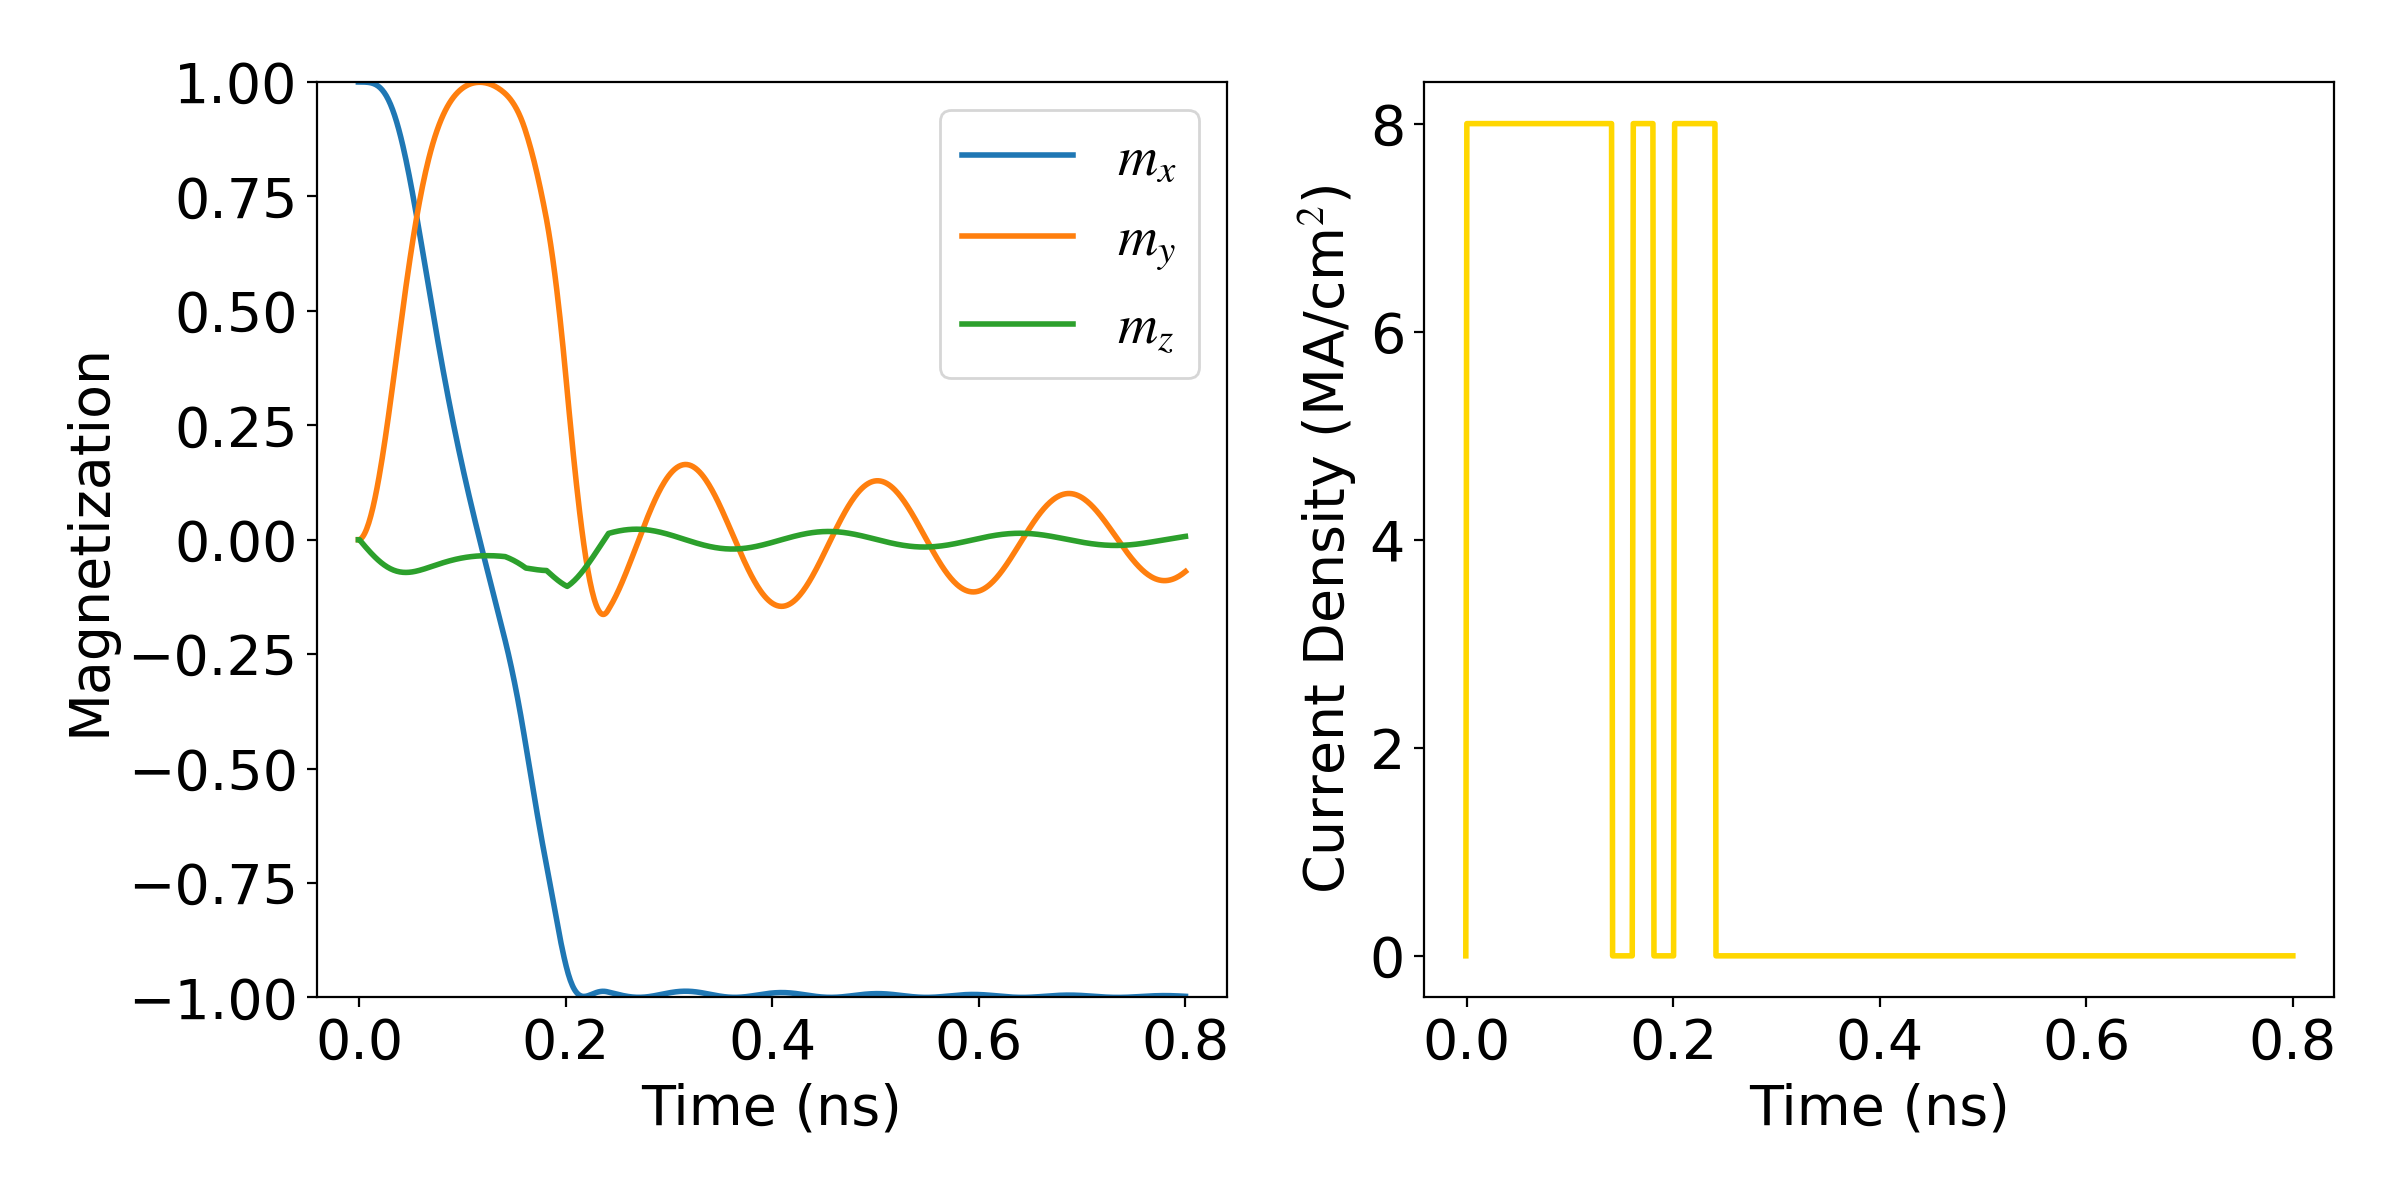 Magnetization
1.00
0.75
0.50
0.25
0.00
−0.25
−0.50
−0.75
−1.00
0.0 0.2 0.4 0.6 0.8
Time (ns)
m_x
m_y
m_z
Current Density (MA/cm²)
8
6
4
2
0
0.0 0.2 0.4 0.6 0.8
Time (ns)